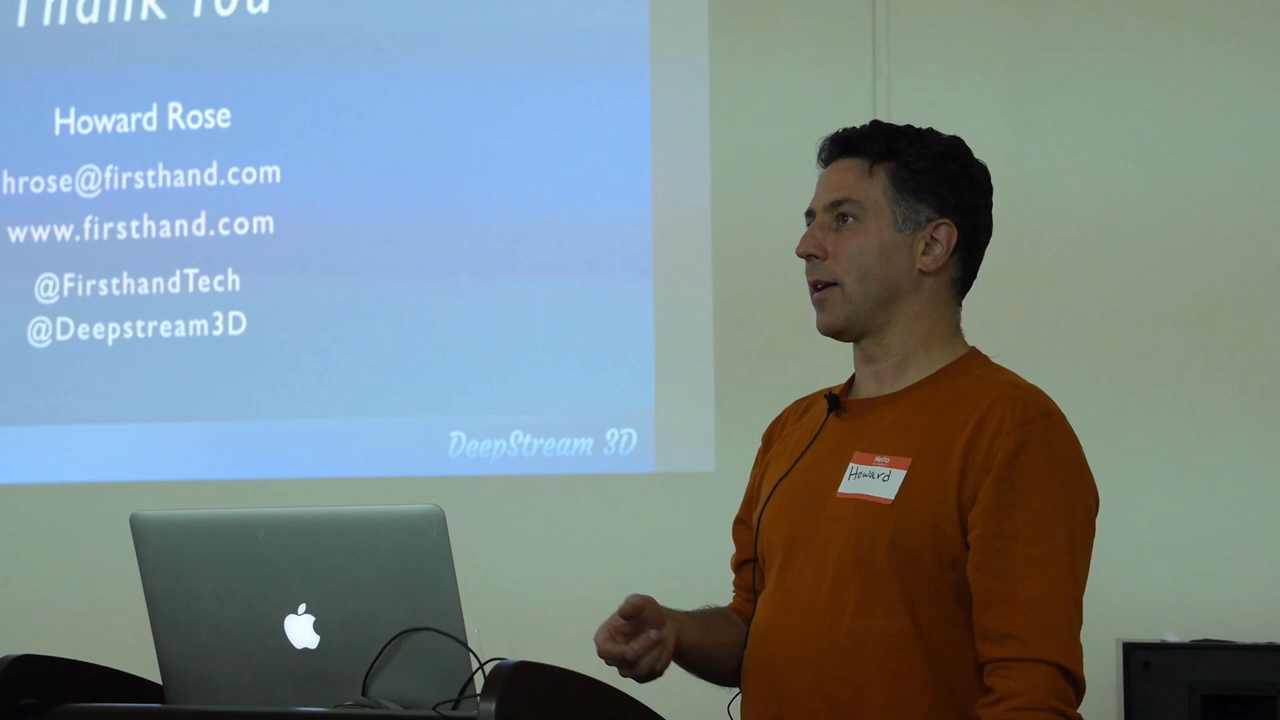 Thank You
Howard Rose
hrose@firsthand.com
www.firsthand.com
@FirsthandTech
@Deepstream3D
DeepStream 3D
Hello
Howard